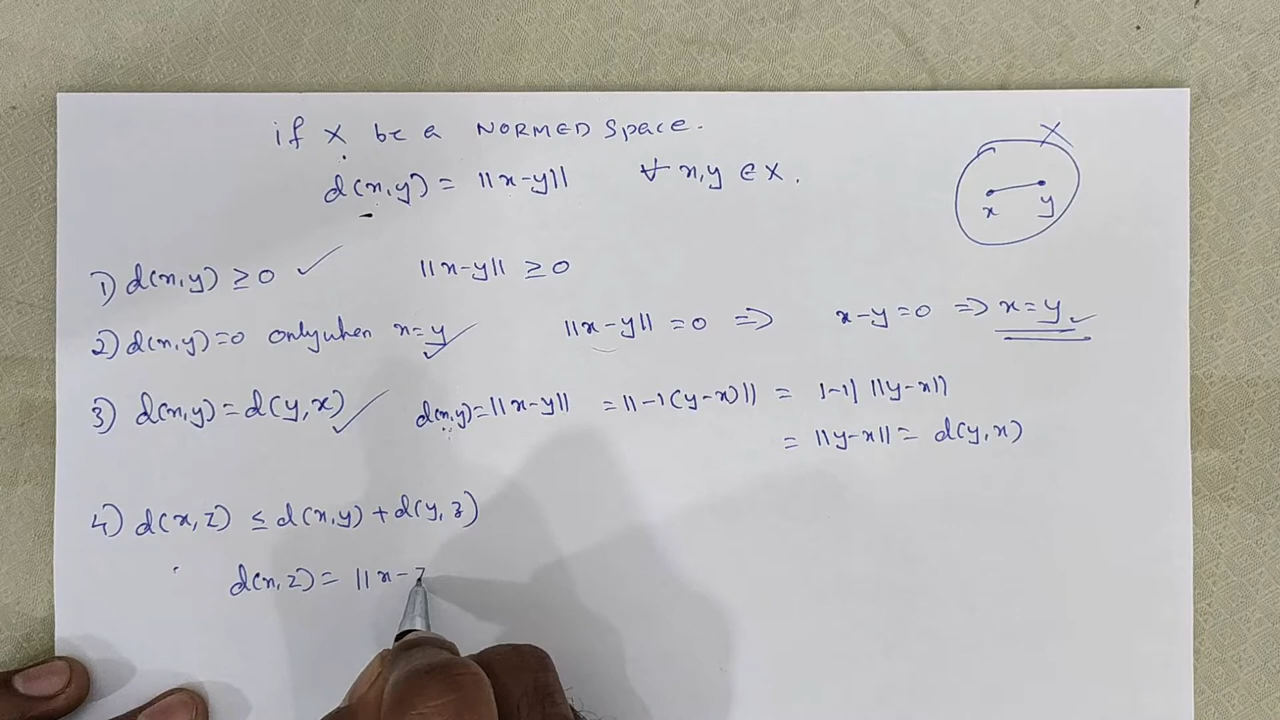 if X be a NORMED Space.
d(x,y) = ||x-y|| ∀ x,y ∈ X.
X
x y
1) d(x,y) ≥ 0 ✓ ||x-y|| ≥ 0
2) d(x,y)=0 only when x=y ✓ ||x-y|| = 0 => x-y=0 => x=y ✓
3) d(x,y) = d(y,x) ✓ d(x,y)=||x-y|| = ||-1(y-x)|| = |-1| ||y-x||
= ||y-x|| = d(y,x)
4) d(x,z) ≤ d(x,y) + d(y,z)
d(x,z) = ||x-z